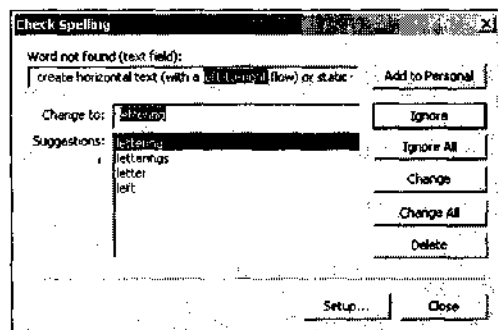 Check Spelling
Word not found (text field):
create horizontal text (with a flow) or static
Add to Personal
Change to: lettering
Ignore
Suggestions: lettering
letterings
letter
left
Ignore All
Change
Change All
Delete
Setup...
Close